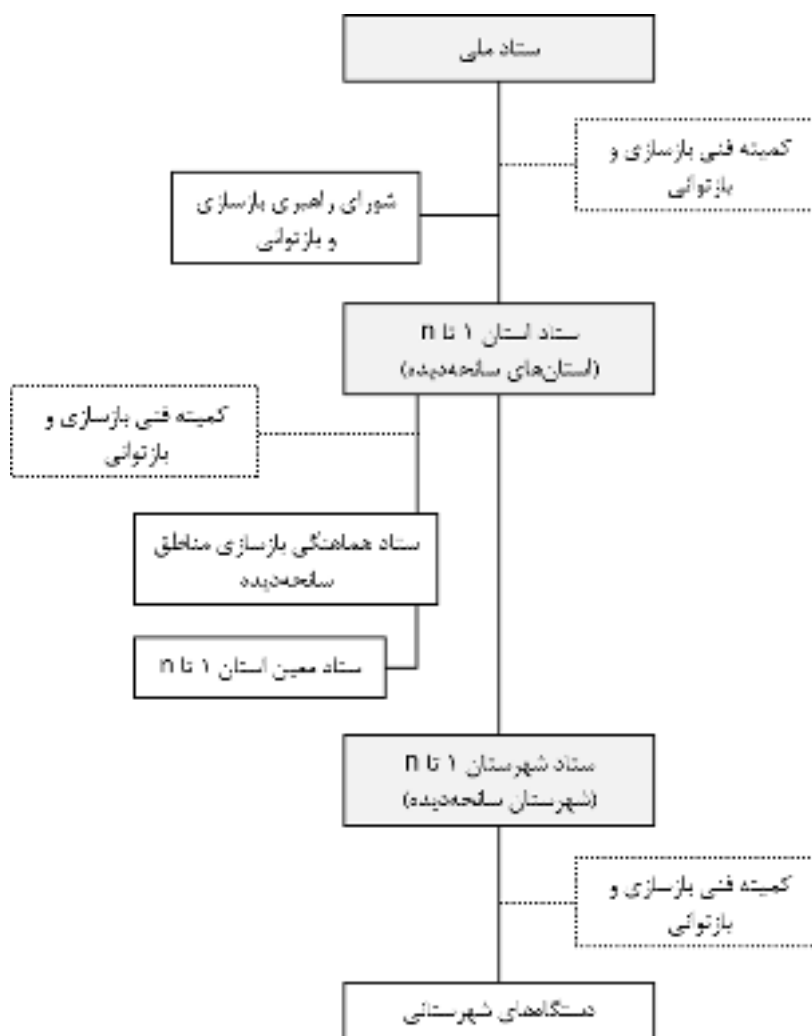 ستاد ملی
کمیته فنی بازسازی و
بازتوانی
شورای راهبری بازسازی
و بازتوانی
ستاد استان ۱ تا n
(استان‌های سانحه‌دیده)
کمیته فنی بازسازی و
بازتوانی
ستاد هماهنگی بازسازی مناطق
سانحه‌دیده
ستاد معین استان ۱ تا n
ستاد شهرستان ۱ تا n
(شهرستان سانحه‌دیده)
کمیته فنی بازسازی و
بازتوانی
دستگاه‌های شهرستانی